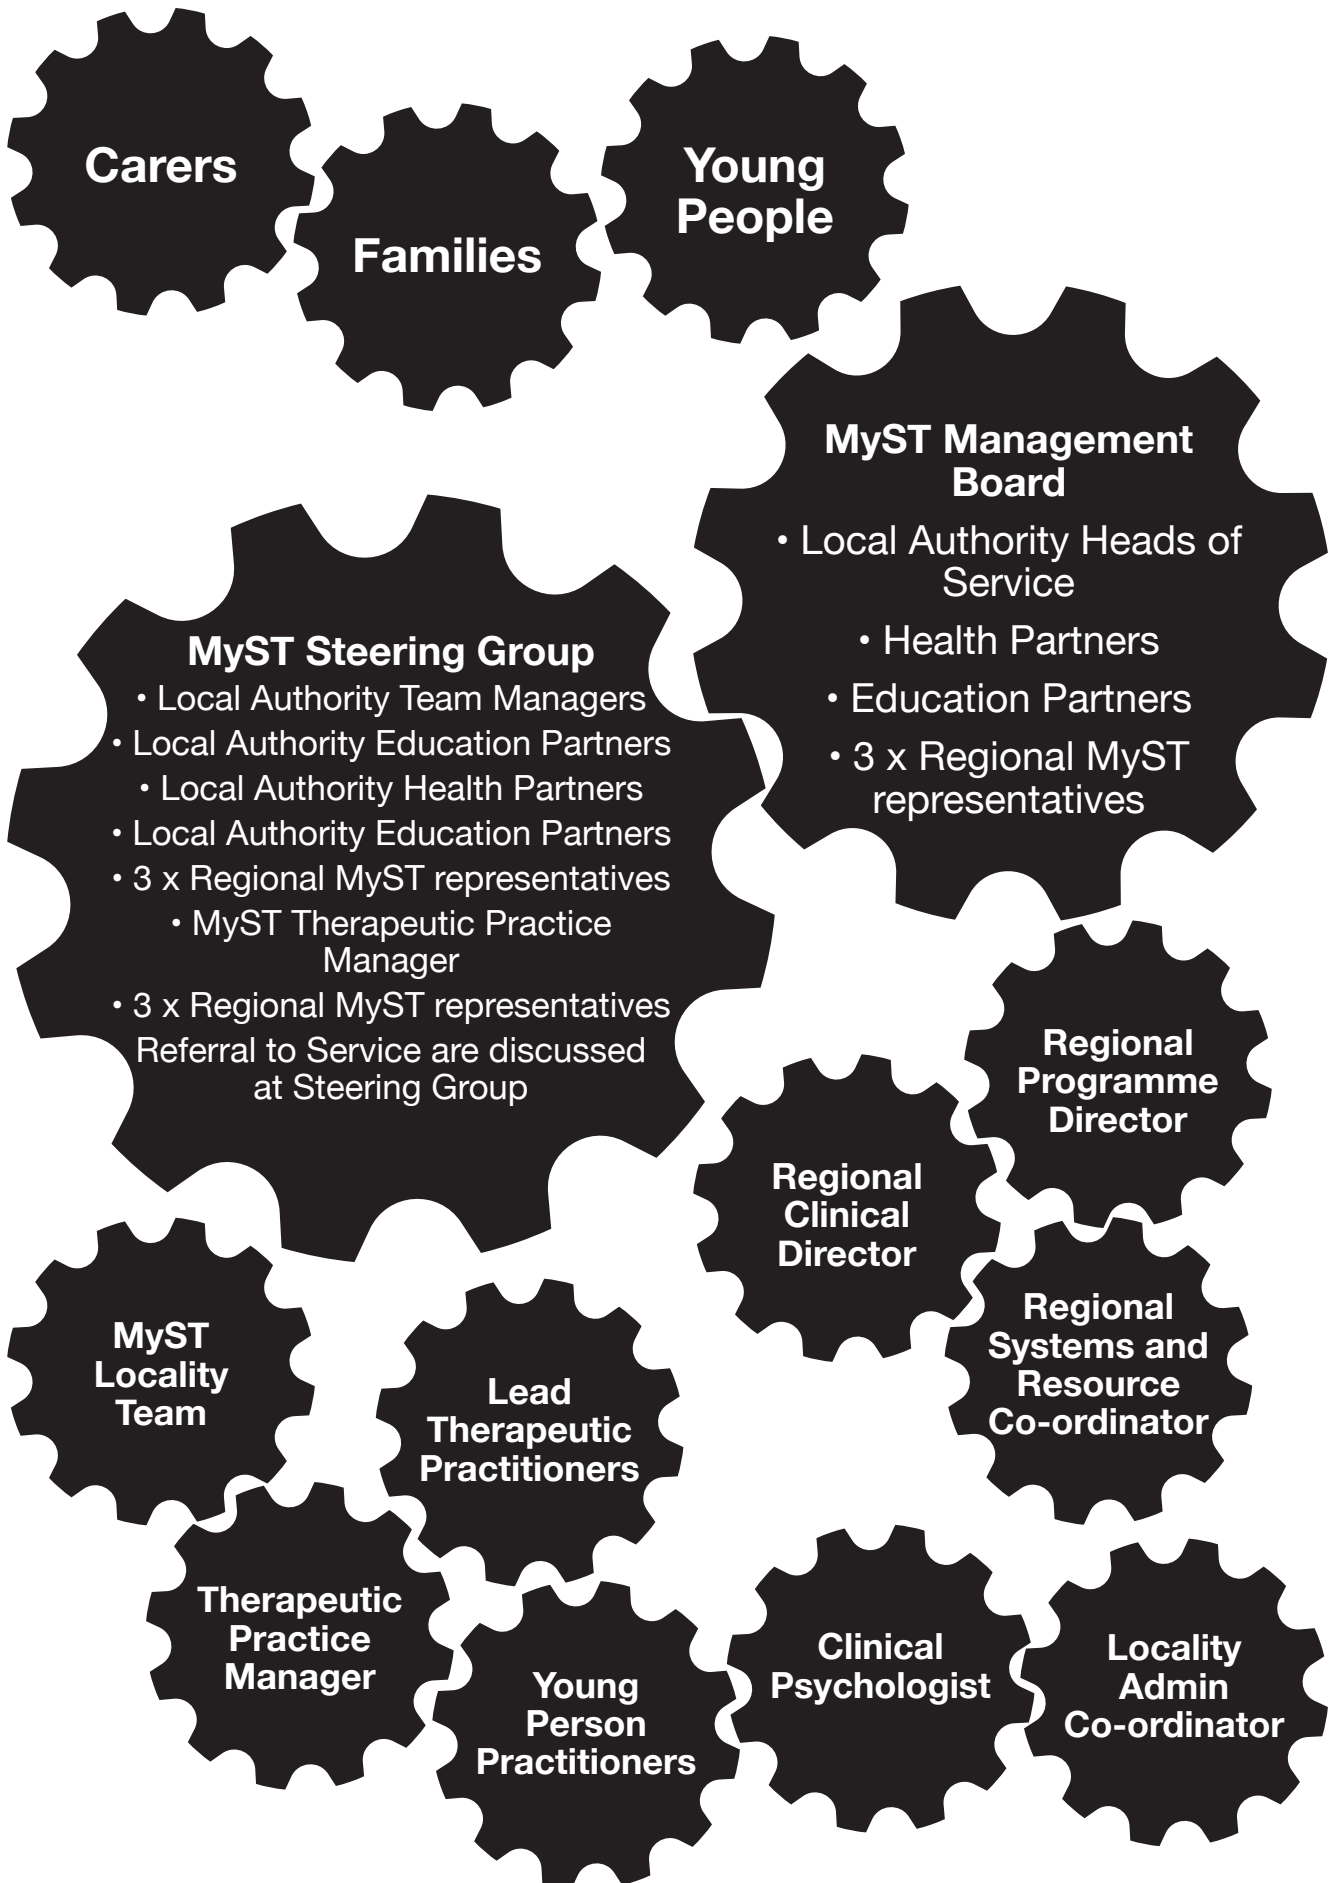 Carers
Families
Young
People
MyST Management
Board
• Local Authority Heads of
Service
• Health Partners
• Education Partners
• 3 x Regional MyST
representatives
MyST Steering Group
• Local Authority Team Managers
• Local Authority Education Partners
• Local Authority Health Partners
• Local Authority Education Partners
• 3 x Regional MyST representatives
• MyST Therapeutic Practice
Manager
• 3 x Regional MyST representatives
Referral to Service are discussed
at Steering Group
Regional
Programme
Director
Regional
Clinical
Director
Regional
Systems and
Resource
Co-ordinator
MyST
Locality
Team
Lead
Therapeutic
Practitioners
Therapeutic
Practice
Manager
Young
Person
Practitioners
Clinical
Psychologist
Locality
Admin
Co-ordinator